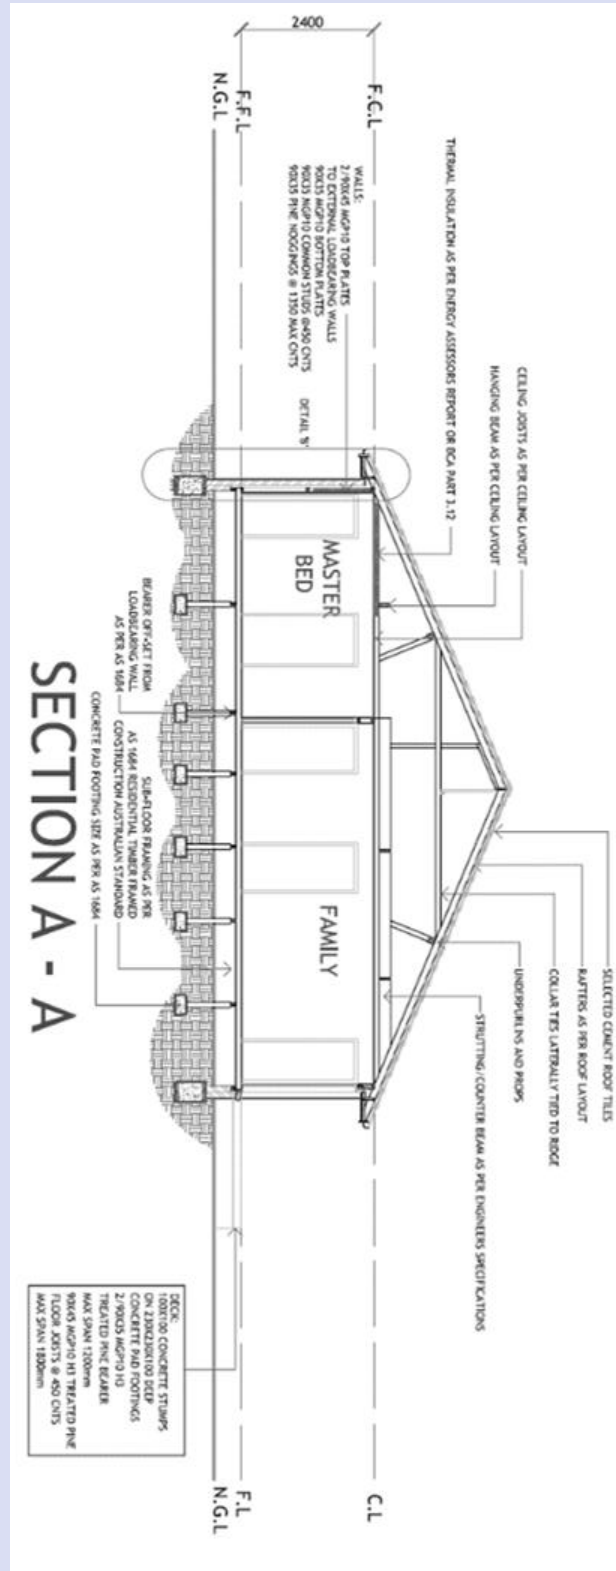 2400
N.G.L
F.F.L
F.C.L
WALLS:
2/90X45 MGP10 TOP PLATES
TO EXTERNAL LOADBEARING WALLS
90X35 MGP10 BOTTOM PLATES
90X35 MGP10 COMMON STUDS @450 CNTS
90X35 PINE NOGGINGS @ 1350 MAX CNTS
THERMAL INSULATION AS PER ENERGY ASSESSORS REPORT OR BCA PART 3.12
CEILING JOISTS AS PER CEILING LAYOUT
HANGING BEAM AS PER CEILING LAYOUT
SELECTED CEMENT ROOF TILES
RAFTERS AS PER ROOF LAYOUT
COLLAR TIES LATERALLY TIED TO RIDGE
UNDERPURLINS AND PROPS
STRUTTING/COUNTER BEAM AS PER ENGINEERS SPECIFICATIONS
DETAIL
MASTER
BED
FAMILY
BEARER OFF-SET FROM
LOADBEARING WALL
AS PER AS 1684
SUB-FLOOR FRAMING AS PER
AS 1684 RESIDENTIAL TIMBER FRAMED
CONSTRUCTION AUSTRALIAN STANDARD
CONCRETE PAD FOOTING SIZE AS PER AS 1684
DECK:
100X100 CONCRETE STUMPS
ON 230X230X100 DEEP
CONCRETE PAD FOOTINGS
2/90X35 MGP10 H3
TREATED PINE BEARER
MAX SPAN 1200mm
90X45 MGP10 H3 TREATED PINE
FLOOR JOISTS @ 450 CNTS
MAX SPAN 1800mm
C.L
F.L
N.G.L
SECTION A - A